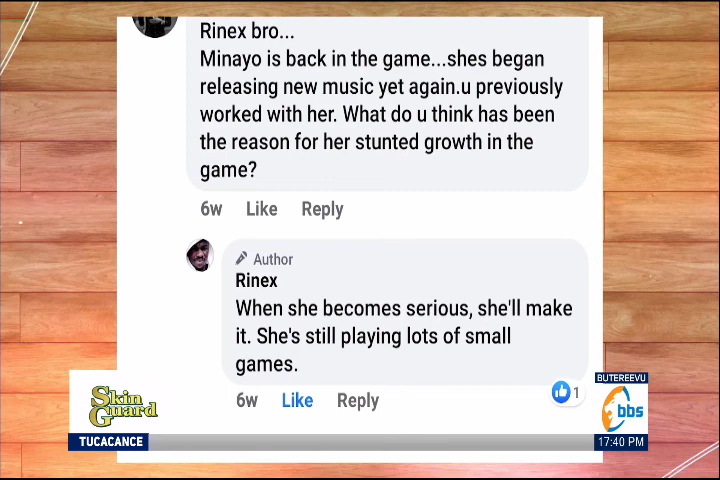 Rinex bro...
Minayo is back in the game...shes began
releasing new music yet again.u previously
worked with her. What do u think has been
the reason for her stunted growth in the
game?
6w Like Reply
Author
Rinex
When she becomes serious, she'll make
it. She's still playing lots of small
games.
6w Like Reply
1
Skin
Guard
TUCACANCE
BUTEREEVU
bbs
17:40 PM